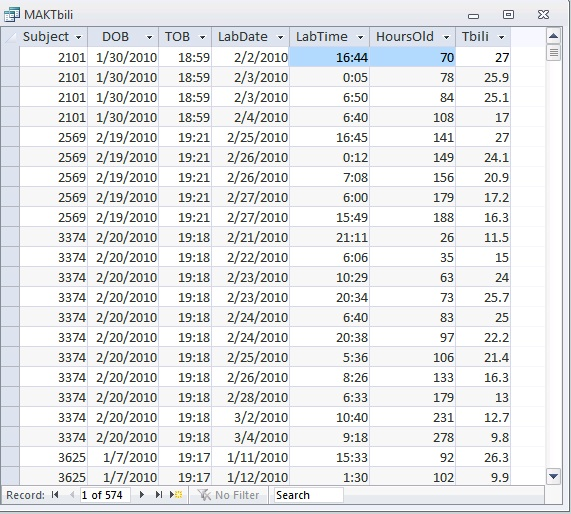 MAKTbili
Subject DOB TOB LabDate LabTime HoursOld Tbili
2101 1/30/2010 18:59 2/2/2010 16:44 70 27
2101 1/30/2010 18:59 2/3/2010 0:05 78 25.9
2101 1/30/2010 18:59 2/3/2010 6:50 84 25.1
2101 1/30/2010 18:59 2/4/2010 6:40 108 17
2569 2/19/2010 19:21 2/25/2010 16:45 141 27
2569 2/19/2010 19:21 2/26/2010 0:12 149 24.1
2569 2/19/2010 19:21 2/26/2010 7:08 156 20.9
2569 2/19/2010 19:21 2/27/2010 6:00 179 17.2
2569 2/19/2010 19:21 2/27/2010 15:49 188 16.3
3374 2/20/2010 19:18 2/21/2010 21:11 26 11.5
3374 2/20/2010 19:18 2/22/2010 6:06 35 15
3374 2/20/2010 19:18 2/23/2010 10:29 63 24
3374 2/20/2010 19:18 2/23/2010 20:34 73 25.7
3374 2/20/2010 19:18 2/24/2010 6:40 83 25
3374 2/20/2010 19:18 2/24/2010 20:38 97 22.2
3374 2/20/2010 19:18 2/25/2010 5:36 106 21.4
3374 2/20/2010 19:18 2/26/2010 8:26 133 16.3
3374 2/20/2010 19:18 2/28/2010 6:33 179 13
3374 2/20/2010 19:18 3/2/2010 10:40 231 12.7
3374 2/20/2010 19:18 3/4/2010 9:18 278 9.8
3625 1/7/2010 19:17 1/11/2010 15:33 92 26.3
3625 1/7/2010 19:17 1/12/2010 1:30 102 9.9
Record: 1 of 574 No Filter Search